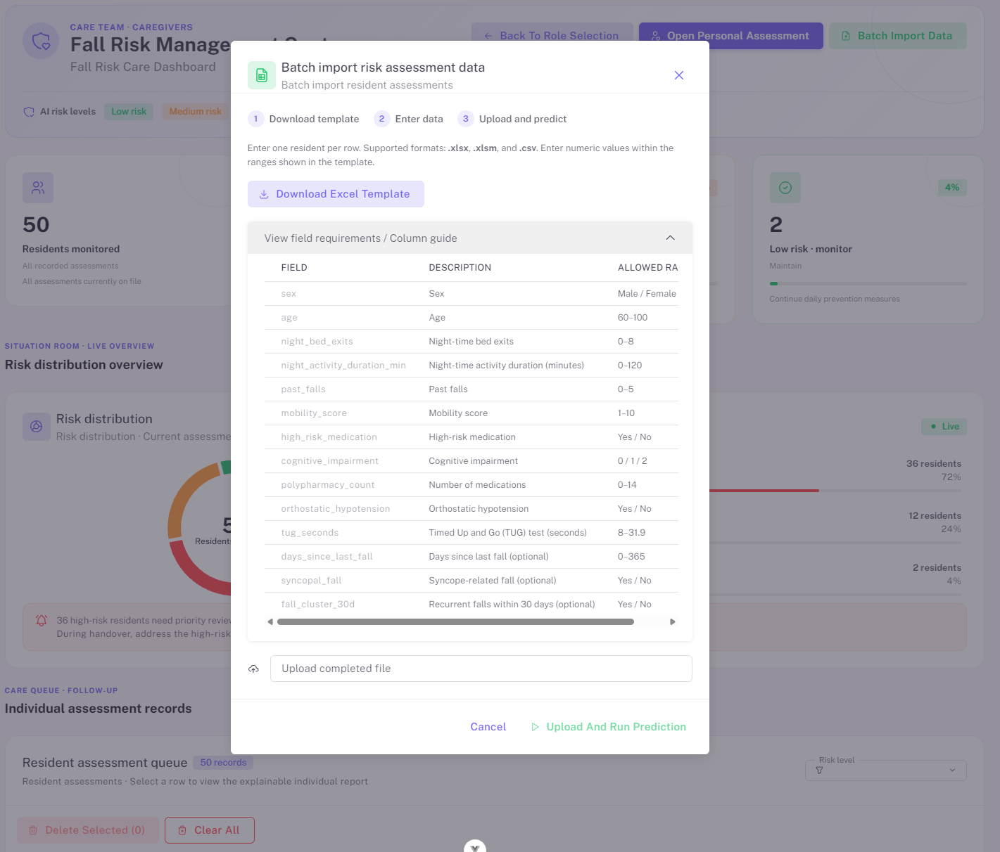 CARE TEAM · CAREGIVERS
Fall Risk Manage
Fall Risk Care Dashboard
Back To Role Selection
Open Personal Assessment
Batch Import Data
AI risk levels
Low risk
Medium risk
Batch import risk assessment data
Batch import resident assessments
1 Download template 2 Enter data 3 Upload and predict
Enter one resident per row. Supported formats: .xlsx, .xlsm, and .csv. Enter numeric values within the
ranges shown in the template.
Download Excel Template
View field requirements / Column guide
FIELD DESCRIPTION ALLOWED RA
sex Sex Male / Female
age Age 60–100
night_bed_exits Night-time bed exits 0–8
night_activity_duration_min Night-time activity duration (minutes) 0–120
past_falls Past falls 0–5
mobility_score Mobility score 1–10
high_risk_medication High-risk medication Yes / No
cognitive_impairment Cognitive impairment 0 / 1 / 2
polypharmacy_count Number of medications 0–14
orthostatic_hypotension Orthostatic hypotension Yes / No
tug_seconds Timed Up and Go (TUG) test (seconds) 8–31.9
days_since_last_fall Days since last fall (optional) 0–365
syncopal_fall Syncope-related fall (optional) Yes / No
fall_cluster_30d Recurrent falls within 30 days (optional) Yes / No
Upload completed file
Cancel
Upload And Run Prediction
50
Residents monitored
All recorded assessments
All assessments currently on file
4%
2
Low risk · monitor
Maintain
Continue daily prevention measures
SITUATION ROOM · LIVE OVERVIEW
Risk distribution overview
Risk distribution
Risk distribution · Current assessme
Live
5
Residents
36 residents
72%
12 residents
24%
2 residents
4%
36 high-risk residents need priority review
During handover, address the high-risk
CARE QUEUE · FOLLOW-UP
Individual assessment records
Resident assessment queue 50 records
Resident assessments · Select a row to view the explainable individual report
Risk level
Delete Selected (0)
Clear All